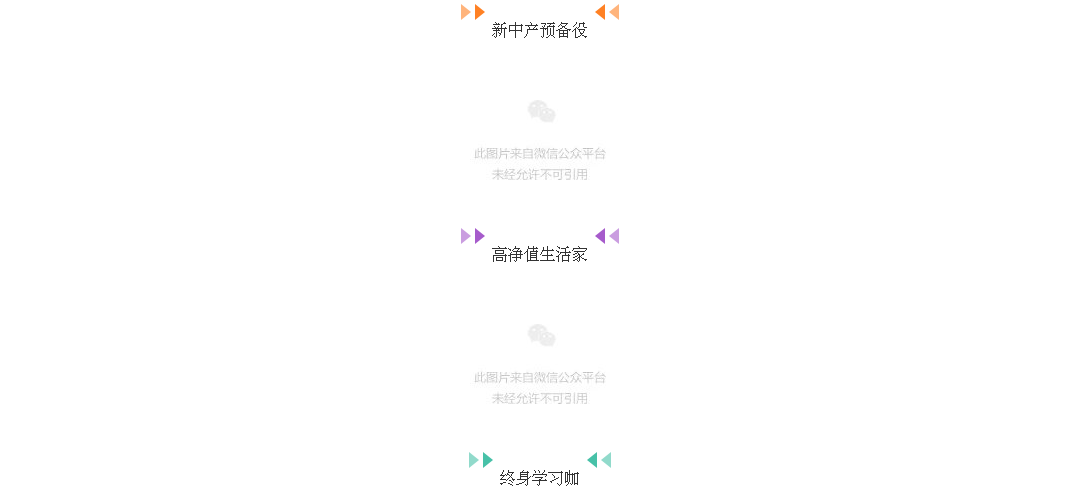 新中产预备役
此图片来自微信公众平台
未经允许不可引用
高净值生活家
此图片来自微信公众平台
未经允许不可引用
终身学习咖